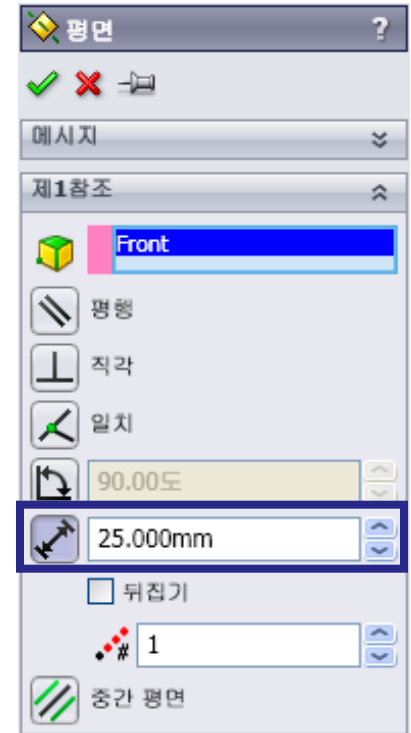 평면 ?
메시지
제1참조
Front
평행
직각
일치
90.00도
25.000mm
뒤집기
# 1
중간 평면